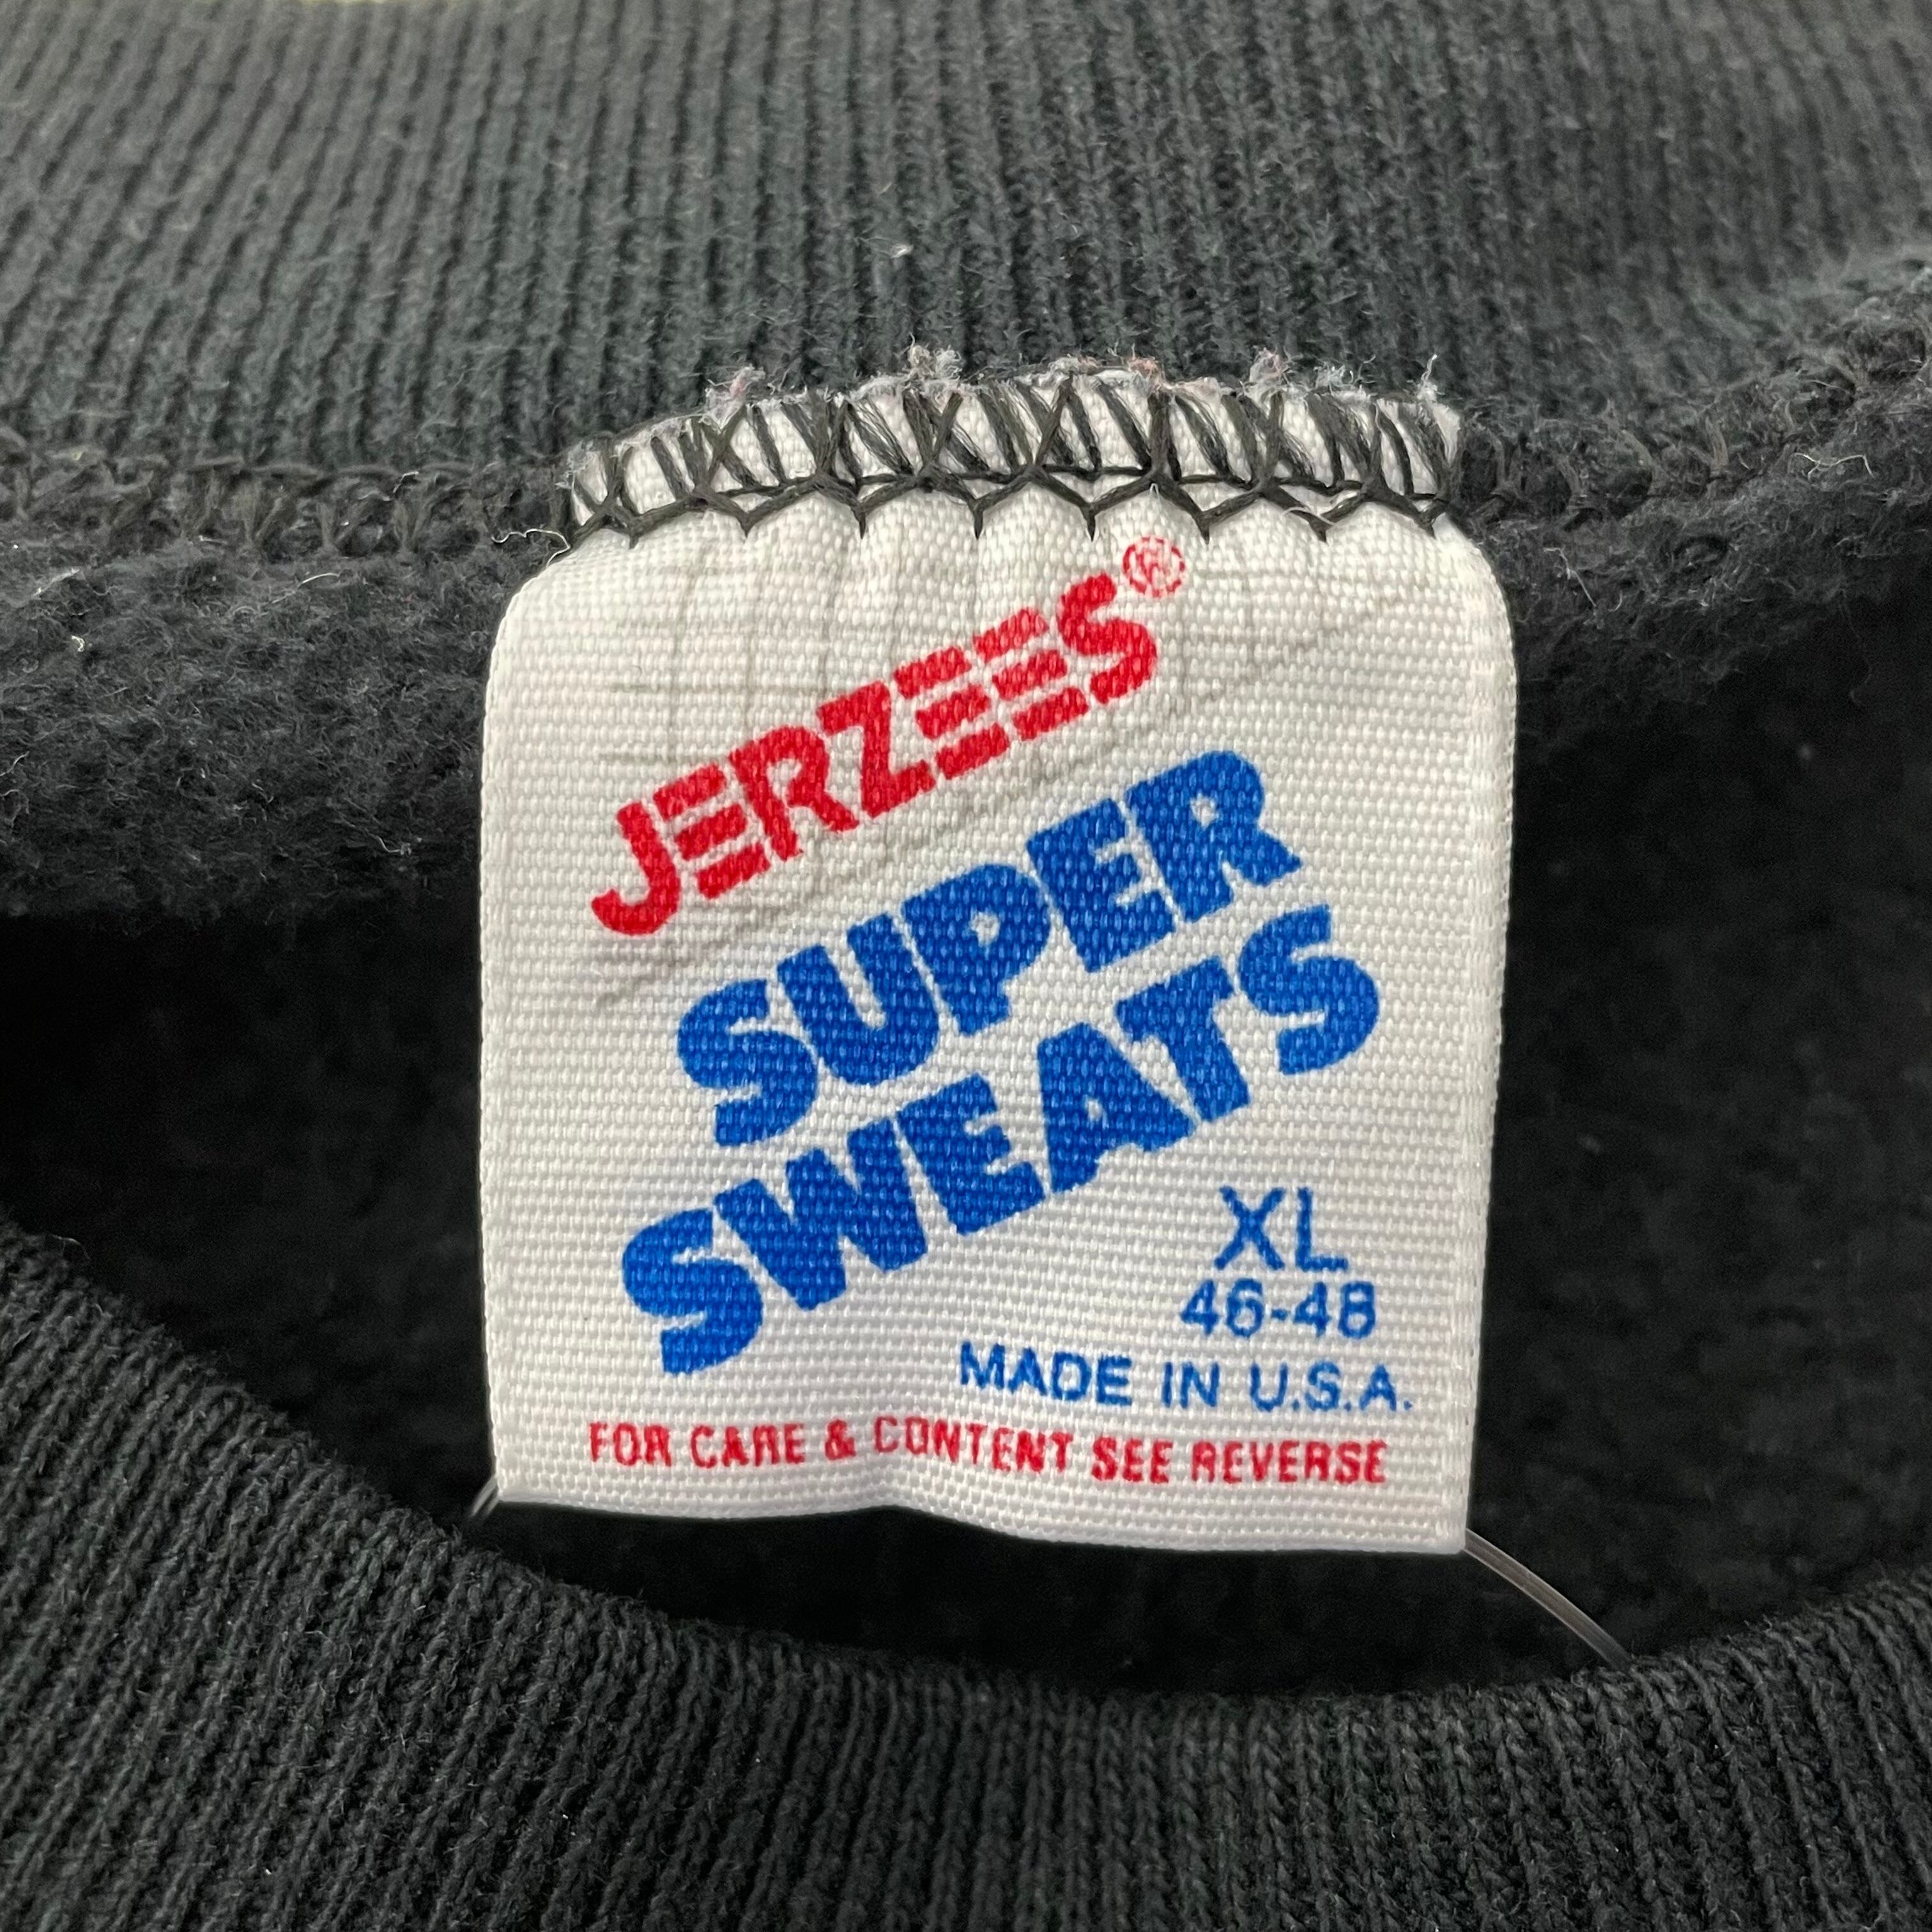 JERZEES®
SUPER
SWEATS
XL
46-48
MADE IN U.S.A.
FOR CARE & CONTENT SEE REVERSE